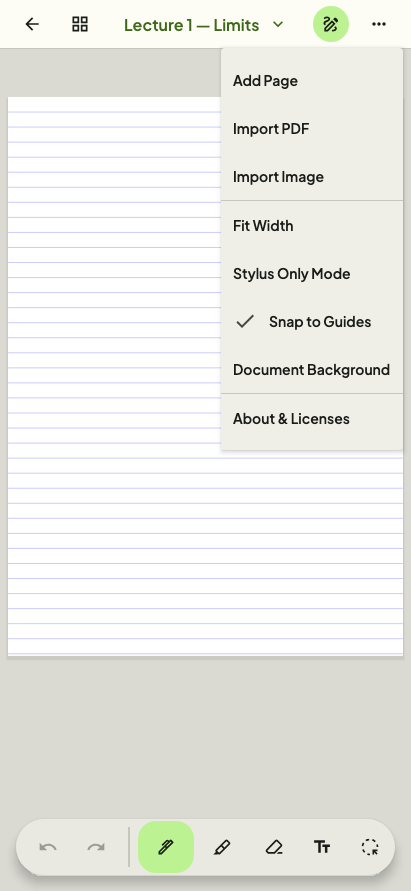 Lecture 1 — Limits
Add Page
Import PDF
Import Image
Fit Width
Stylus Only Mode
Snap to Guides
Document Background
About & Licenses
TT